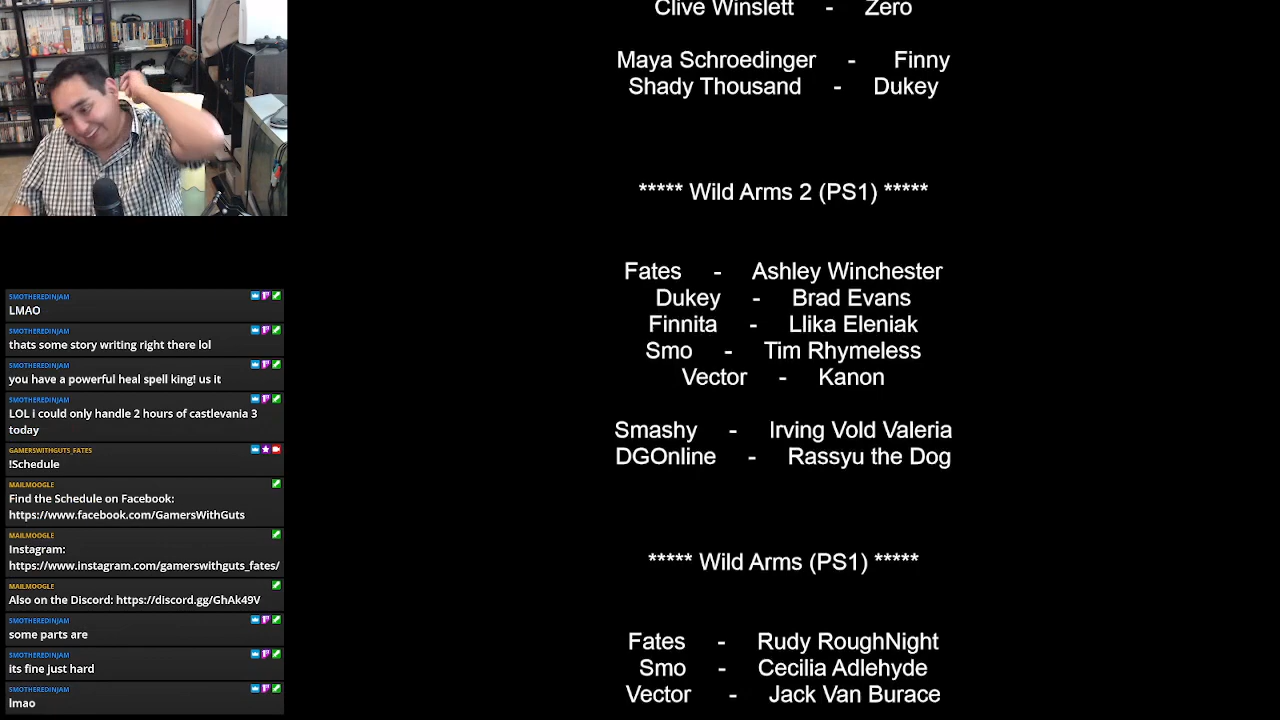 Clive Winslett - Zero
Maya Schroedinger - Finny
Shady Thousand - Dukey
***** Wild Arms 2 (PS1) *****
Fates - Ashley Winchester
Dukey - Brad Evans
Finnita - Llika Eleniak
Smo - Tim Rhymeless
Vector - Kanon
Smashy - Irving Vold Valeria
DGOnline - Rassyu the Dog
***** Wild Arms (PS1) *****
Fates - Rudy RoughNight
Smo - Cecilia Adlehyde
Vector - Jack Van Burace
SMOTHEREDINJAM
LMAO
SMOTHEREDINJAM
thats some story writing right there lol
SMOTHEREDINJAM
you have a powerful heal spell king! us it
SMOTHEREDINJAM
LOL i could only handle 2 hours of castlevania 3
today
GAMERSWITHGUTS_FATES
!Schedule
MAILMOOGLE
Find the Schedule on Facebook:
https://www.facebook.com/GamersWithGuts
MAILMOOGLE
Instagram:
https://www.instagram.com/gamerswithguts_fates/
MAILMOOGLE
Also on the Discord: https://discord.gg/GhAk49V
SMOTHEREDINJAM
some parts are
SMOTHEREDINJAM
its fine just hard
SMOTHEREDINJAM
lmao